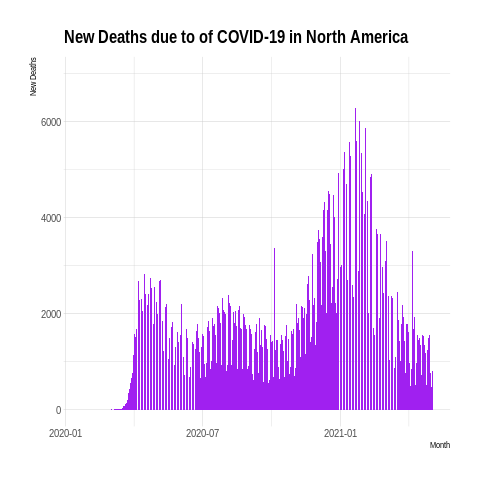 New Deaths due to of COVID-19 in North America
New Deaths
6000
4000
2000
0
2020-01
2020-07
2021-01
Month